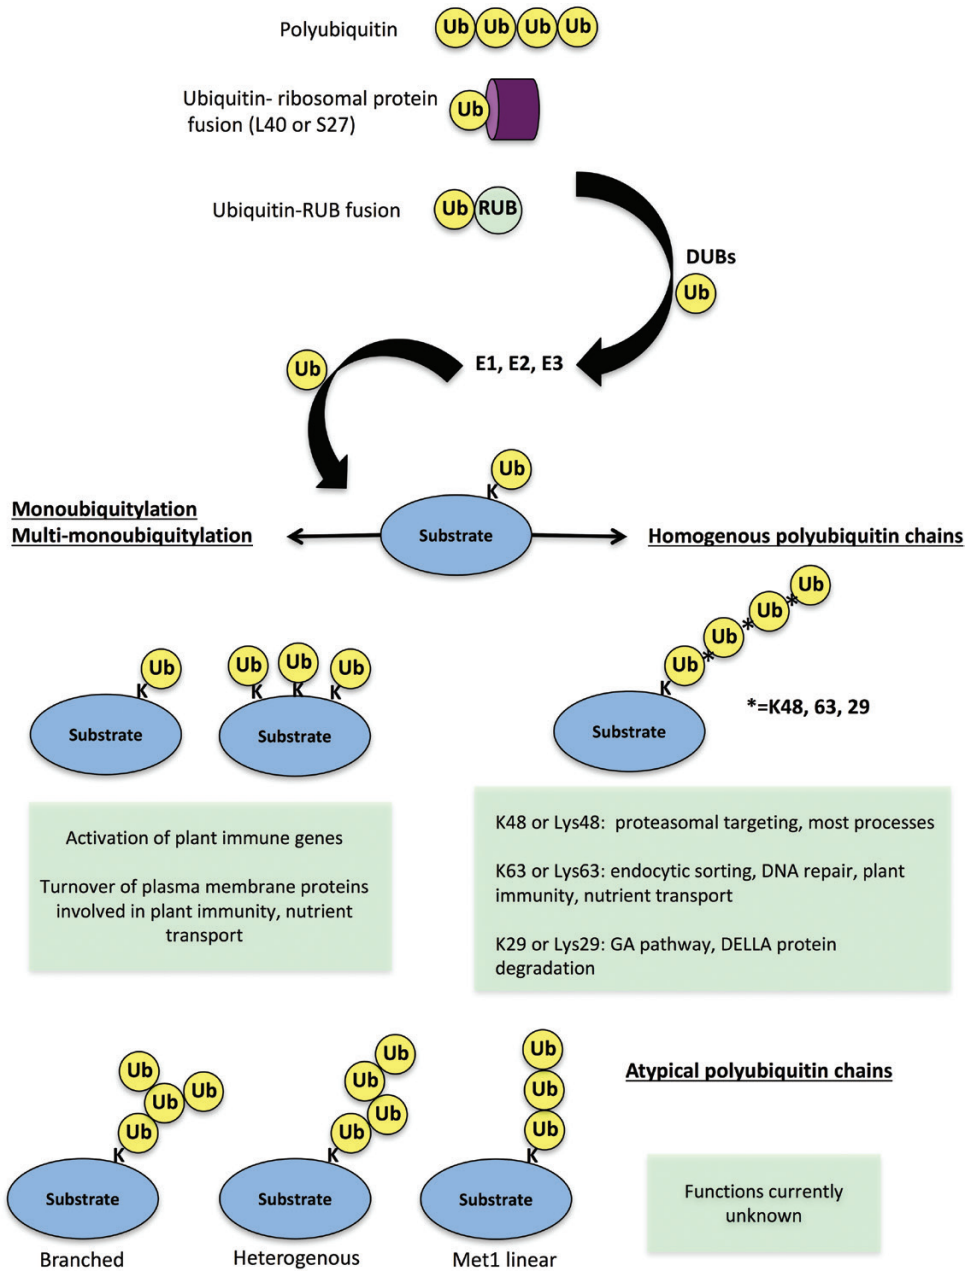 Polyubiquitin
Ub Ub Ub Ub
Ubiquitin- ribosomal protein
fusion (L40 or S27)
Ub
Ubiquitin-RUB fusion
Ub RUB
DUBs
Ub
Ub
E1, E2, E3
Ub
K
Substrate
Monoubiquitylation
Multi-monoubiquitylation
Homogenous polyubiquitin chains
Ub
K
Substrate
Ub Ub Ub
K K K
Substrate
Ub
* Ub
* Ub
Ub *
K
Substrate
*=K48, 63, 29
Activation of plant immune genes
Turnover of plasma membrane proteins
involved in plant immunity, nutrient
transport
K48 or Lys48: proteasomal targeting, most processes
K63 or Lys63: endocytic sorting, DNA repair, plant
immunity, nutrient transport
K29 or Lys29: GA pathway, DELLA protein
degradation
Atypical polyubiquitin chains
Ub
Ub Ub
Ub
K
Substrate
Branched
Ub
Ub
Ub
Ub
K
Substrate
Heterogenous
Ub
Ub
Ub
K
Substrate
Met1 linear
Functions currently
unknown